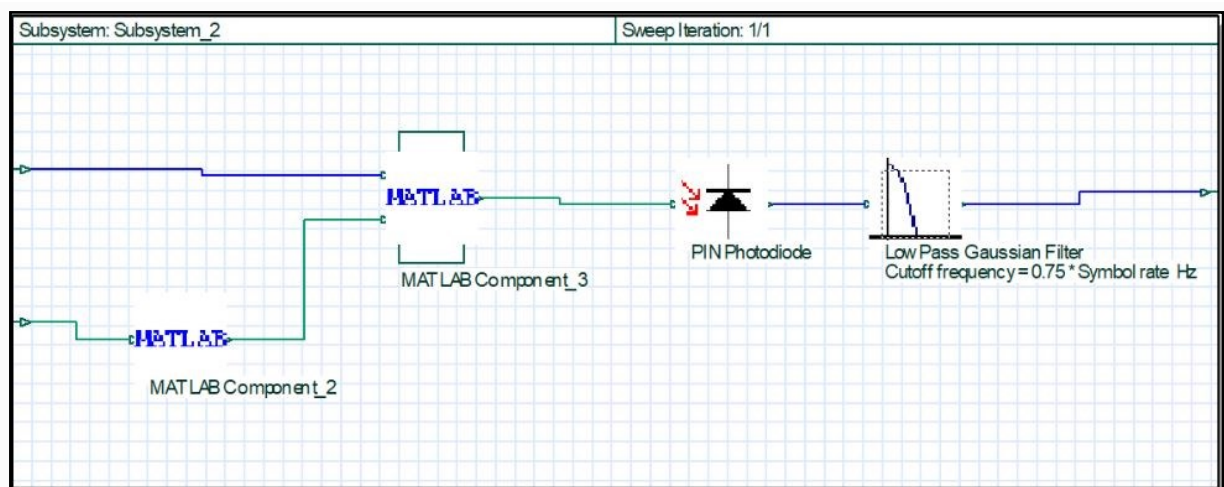 Subsystem: Subsystem_2
Sweep Iteration: 1/1
MATLAB
MATLAB Component_3
PIN Photodiode
Low Pass Gaussian Filter
Cutoff frequency = 0.75 * Symbol rate Hz
MATLAB
MATLAB Component_2